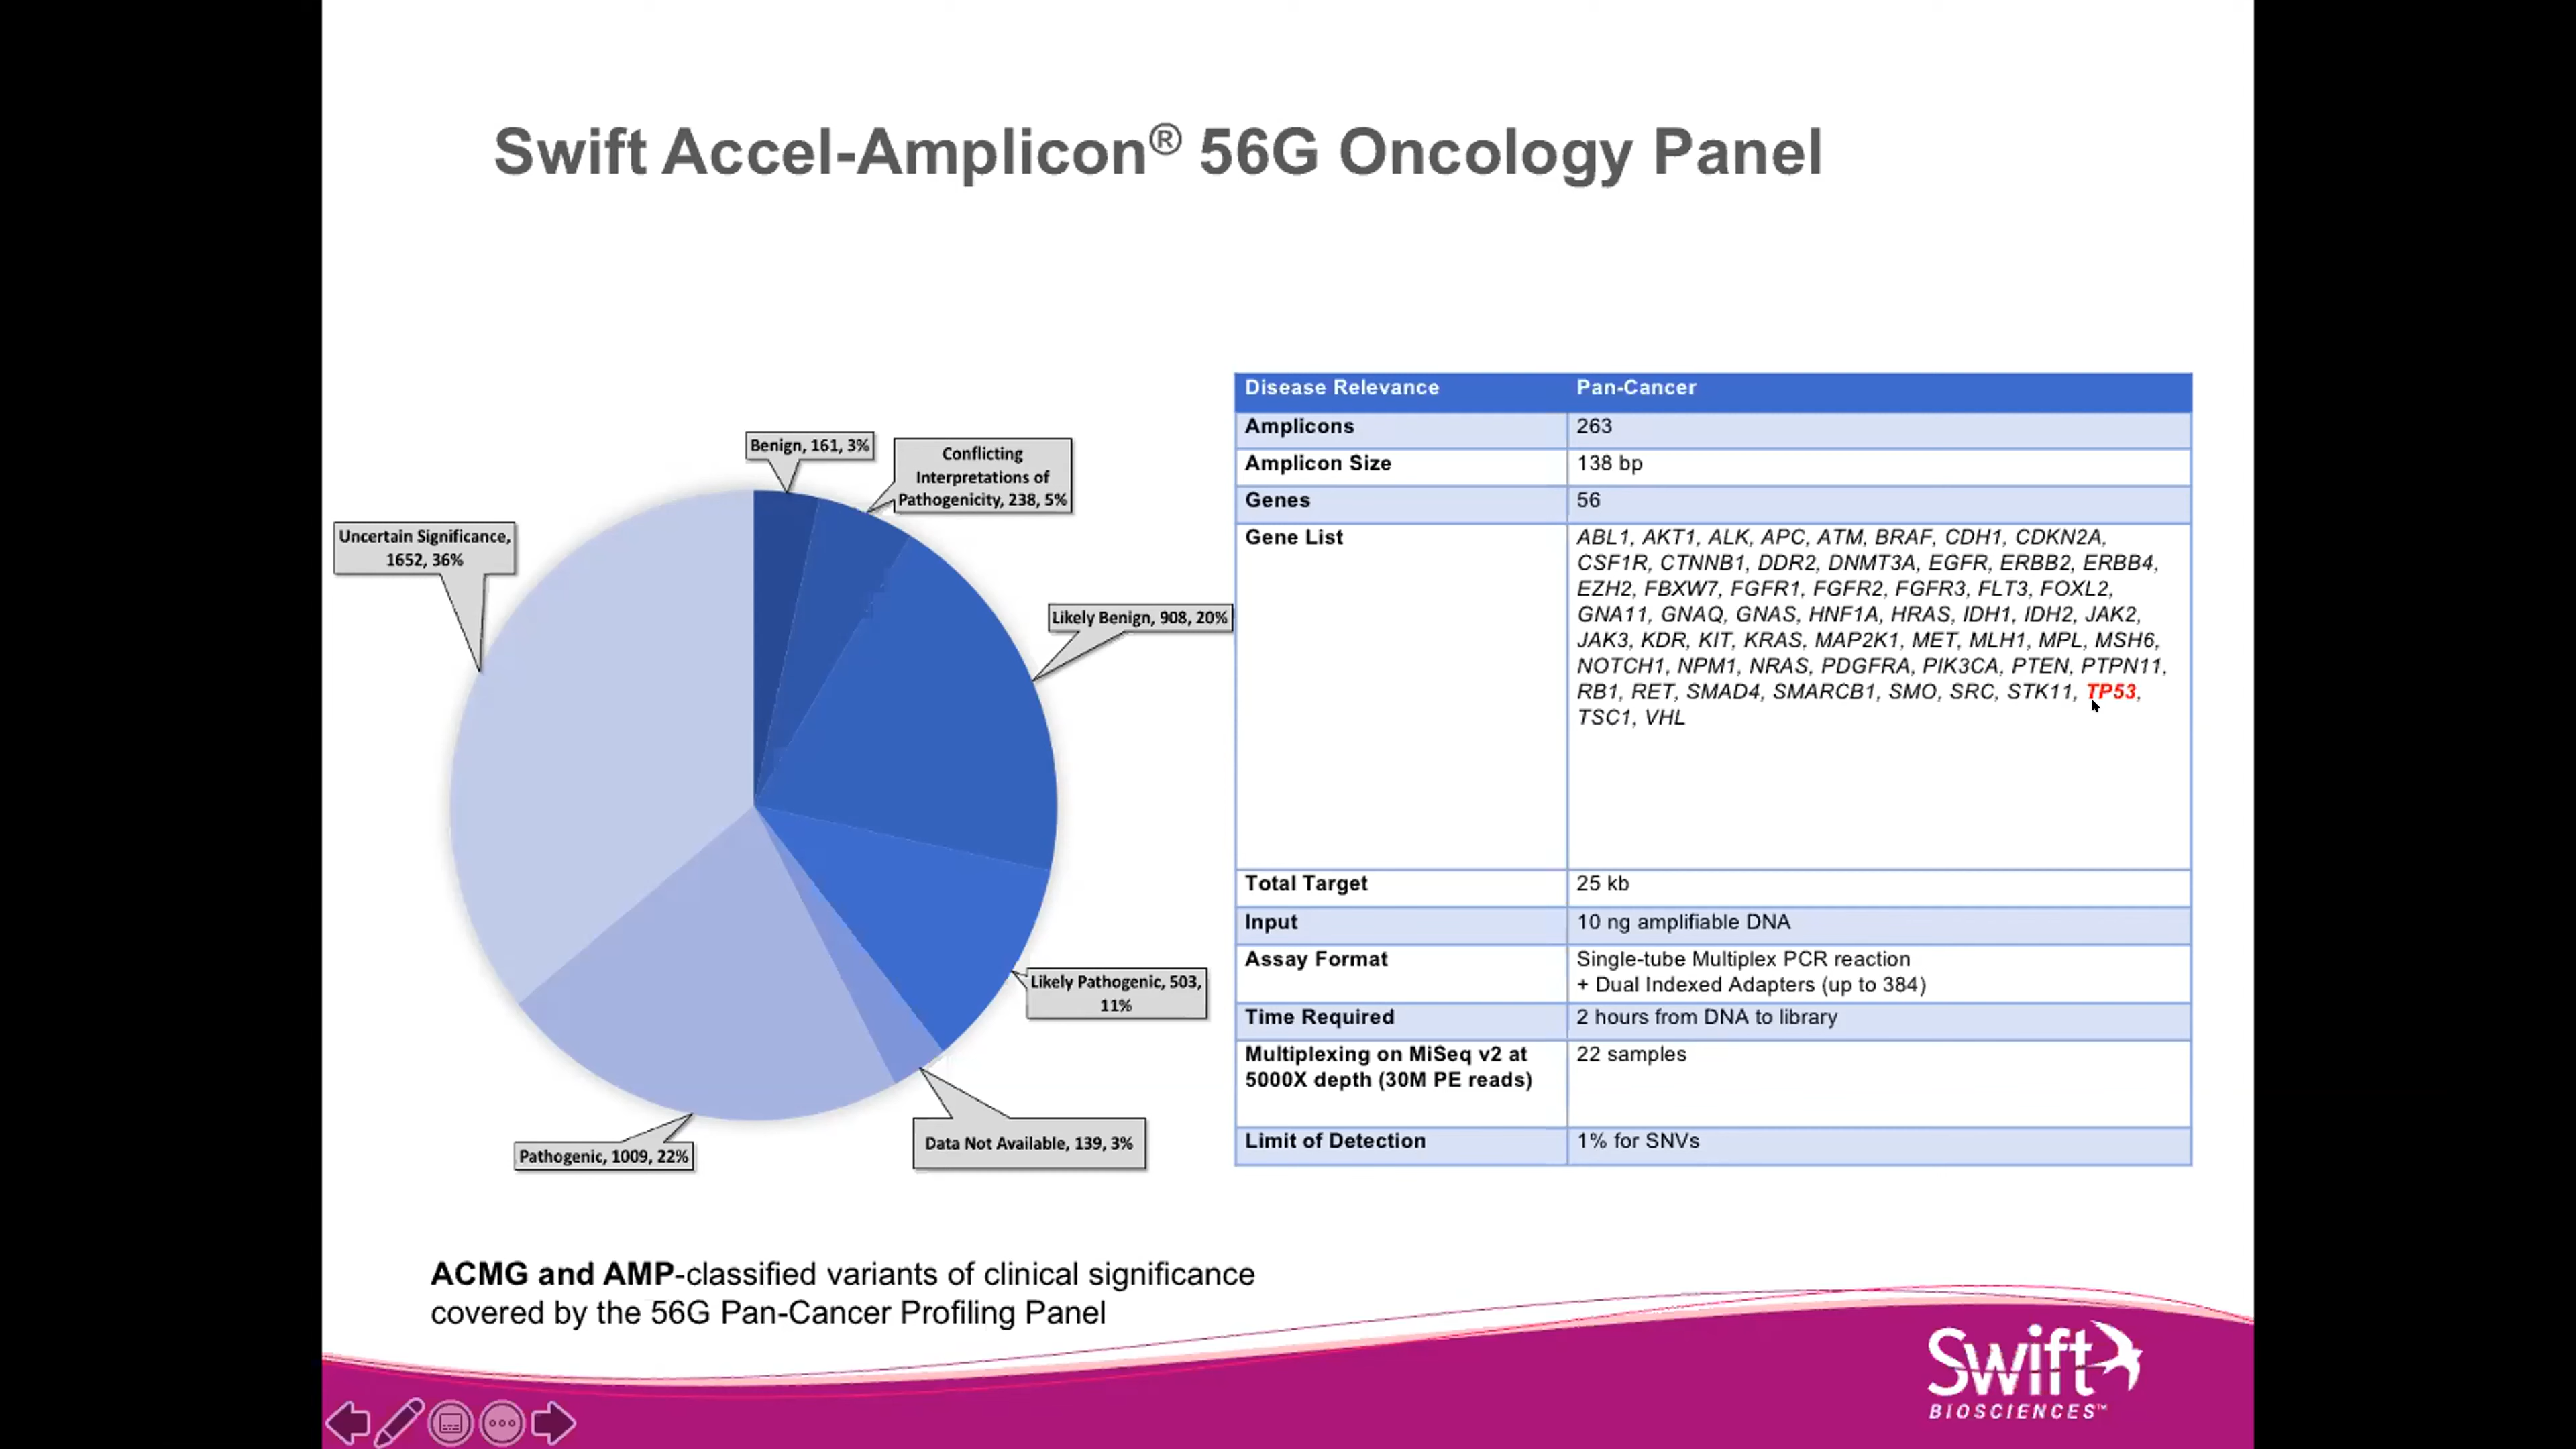 Swift Accel-Amplicon® 56G Oncology Panel
Benign, 161, 3%
Conflicting
Interpretations of
Pathogenicity, 238, 5%
Uncertain Significance,
1652, 36%
Likely Benign, 908, 20%
Likely Pathogenic, 503,
11%
Data Not Available, 139, 3%
Pathogenic, 1009, 22%
Disease Relevance Pan-Cancer
Amplicons 263
Amplicon Size 138 bp
Genes 56
Gene List ABL1, AKT1, ALK, APC, ATM, BRAF, CDH1, CDKN2A,
CSF1R, CTNNB1, DDR2, DNMT3A, EGFR, ERBB2, ERBB4,
EZH2, FBXW7, FGFR1, FGFR2, FGFR3, FLT3, FOXL2,
GNA11, GNAQ, GNAS, HNF1A, HRAS, IDH1, IDH2, JAK2,
JAK3, KDR, KIT, KRAS, MAP2K1, MET, MLH1, MPL, MSH6,
NOTCH1, NPM1, NRAS, PDGFRA, PIK3CA, PTEN, PTPN11,
RB1, RET, SMAD4, SMARCB1, SMO, SRC, STK11, TP53,
TSC1, VHL
Total Target 25 kb
Input 10 ng amplifiable DNA
Assay Format Single-tube Multiplex PCR reaction
+ Dual Indexed Adapters (up to 384)
Time Required 2 hours from DNA to library
Multiplexing on MiSeq v2 at 22 samples
5000X depth (30M PE reads)
Limit of Detection 1% for SNVs
ACMG and AMP-classified variants of clinical significance
covered by the 56G Pan-Cancer Profiling Panel
Swift
BIOSCIENCES™